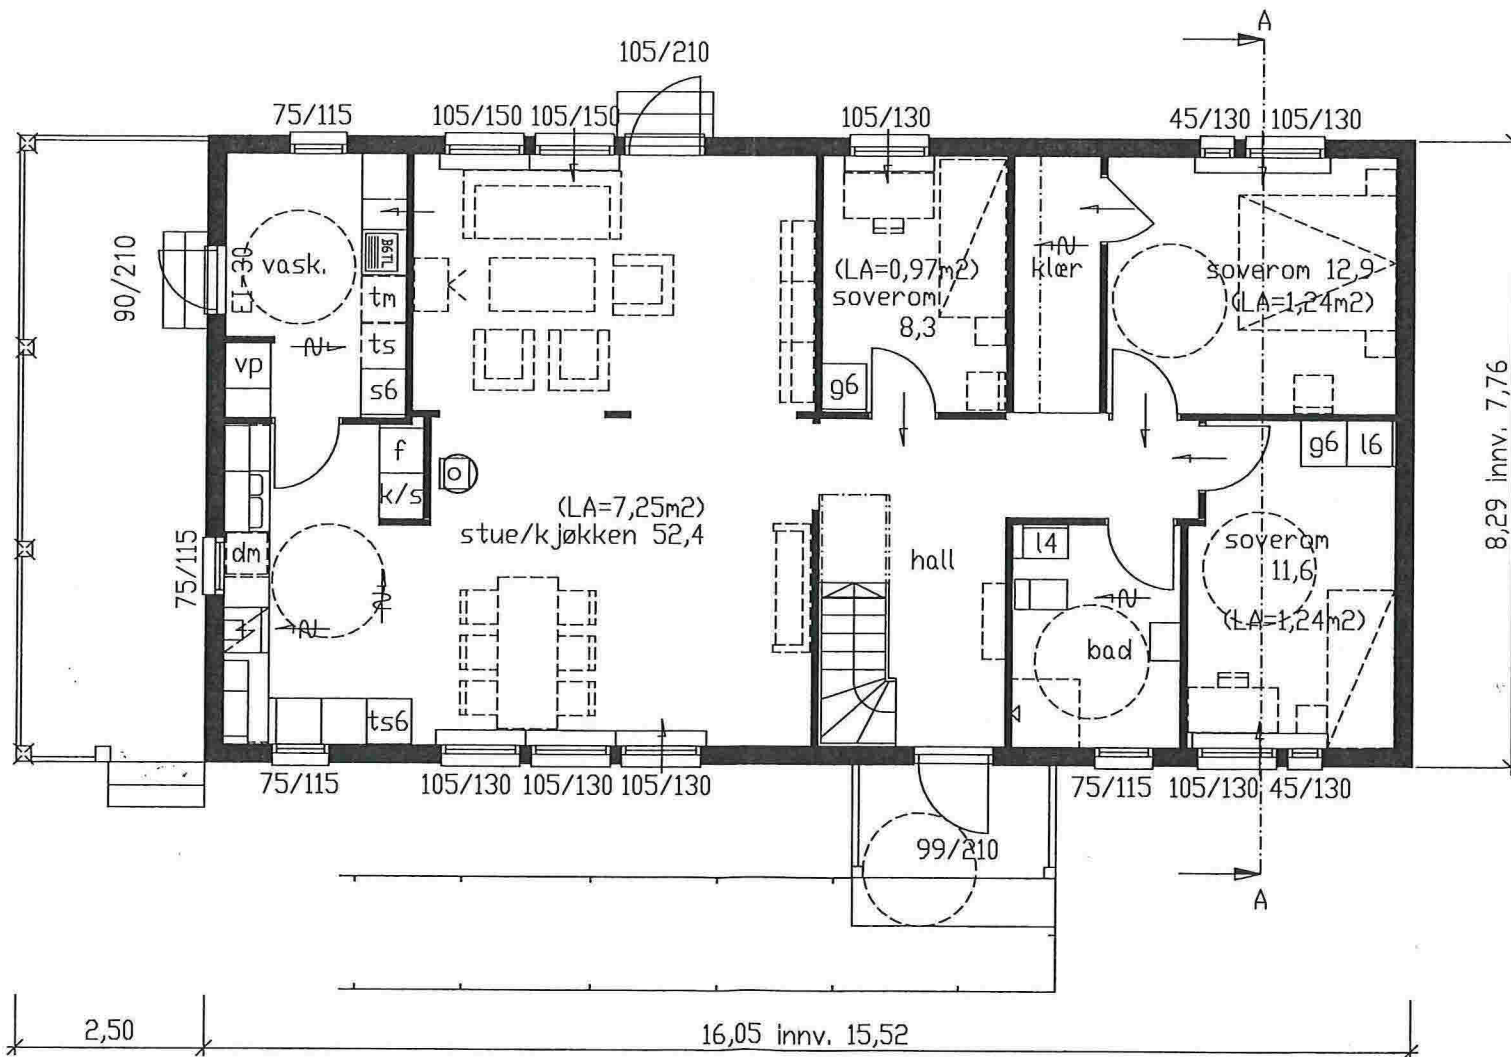 A
105/210
75/115
105/150 105/150
105/130
45/130 105/130
90/210
EI-30
vask.
tm
ts
s6
vp
(LA=0,97m2)
soverom
8,3
g6
klær
soverom 12,9
(LA=1,24m2)
8,29 innv. 7,76
f
k/s
dm
75/115
(LA=7,25m2)
stue/kjøkken 52,4
hall
l4
bad
g6 l6
soverom
11,6
(LA=1,24m2)
ts6
75/115
105/130 105/130 105/130
75/115 105/130 45/130
99/210
A
2,50
16,05 innv. 15,52